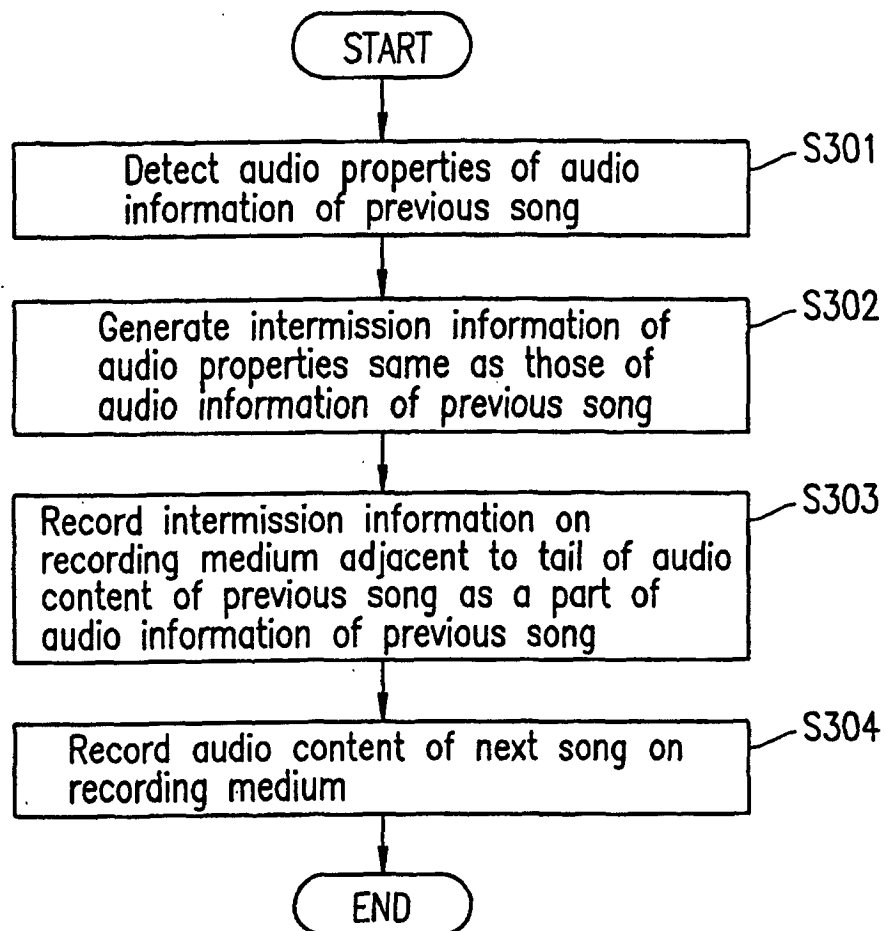 START
Detect audio properties of audio
information of previous song
S301
Generate intermission information of
audio properties same as those of
audio information of previous song
S302
Record intermission information on
recording medium adjacent to tail of audio
content of previous song as a part of
audio information of previous song
S303
Record audio content of next song on
recording medium
S304
END